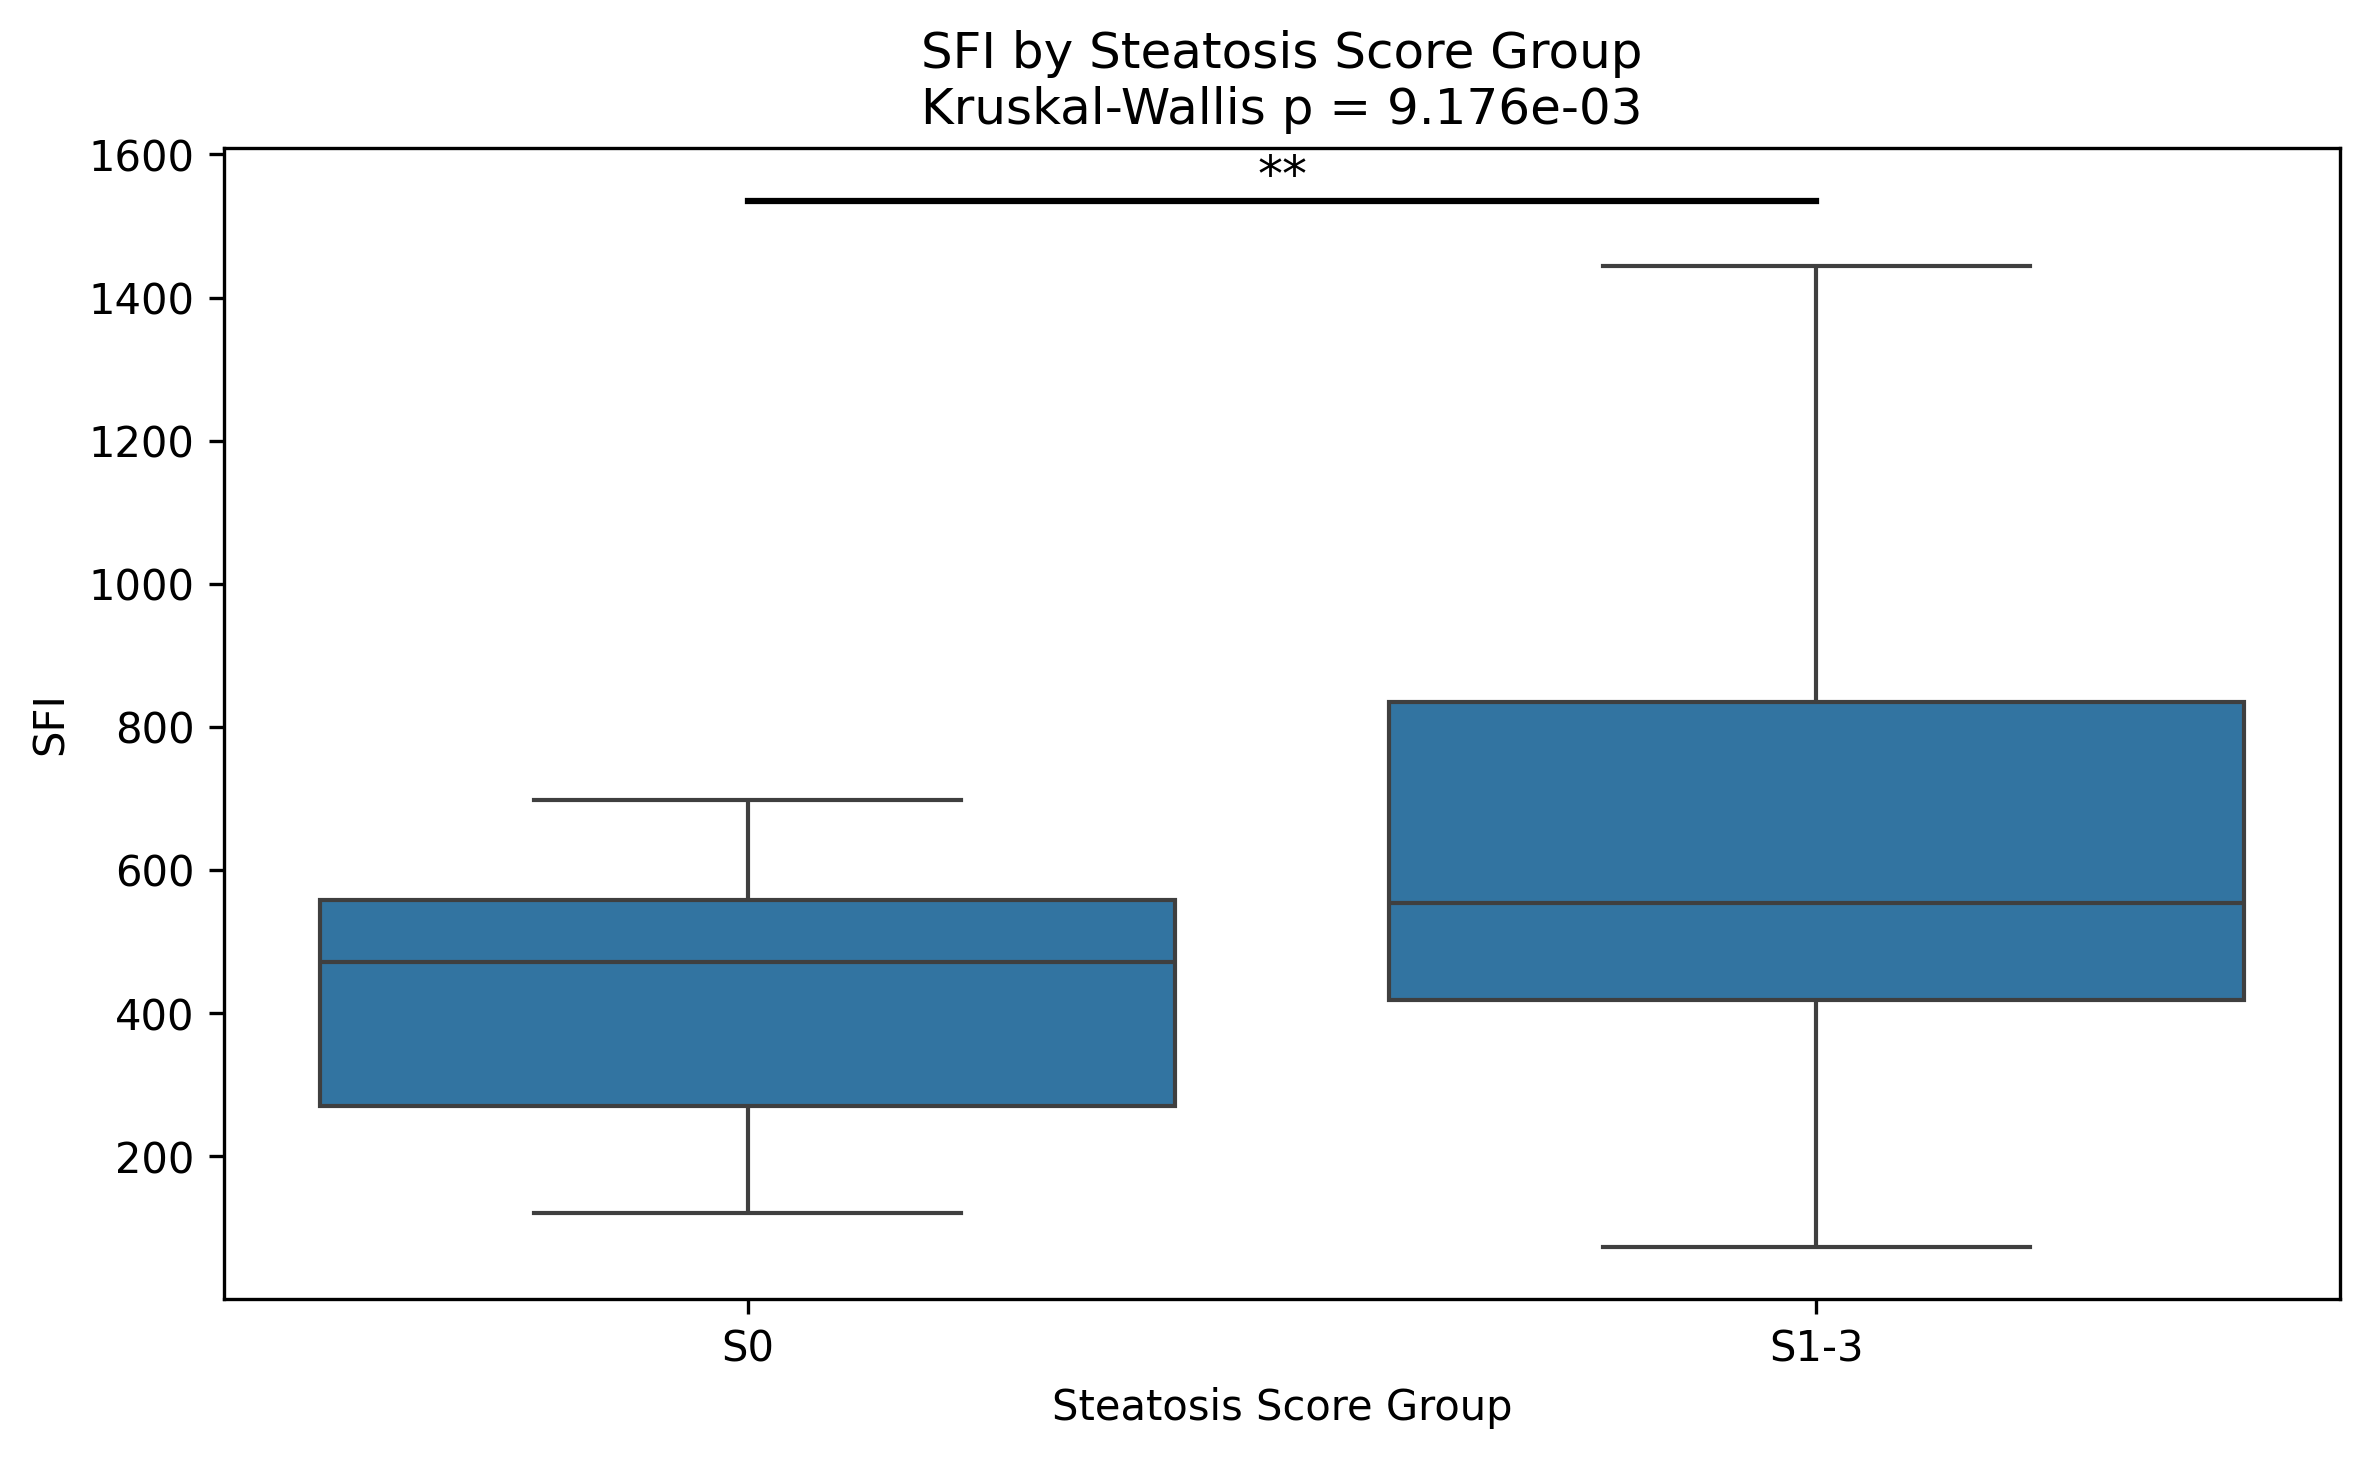 SFI by Steatosis Score Group
Kruskal-Wallis p = 9.176e-03
**
1600
1400
1200
1000
800
600
400
200
SFI
S0
S1-3
Steatosis Score Group